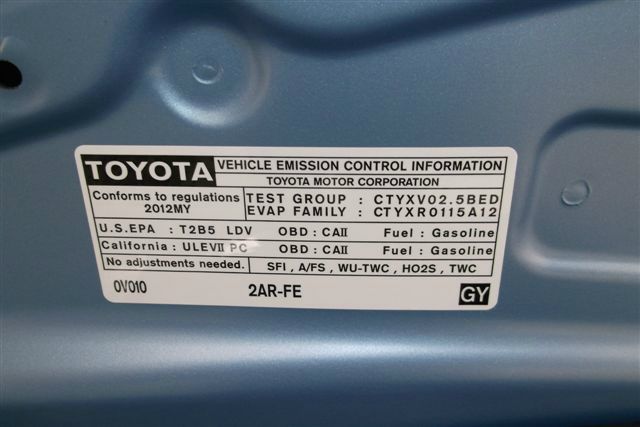 TOYOTA VEHICLE EMISSION CONTROL INFORMATION
TOYOTA MOTOR CORPORATION
Conforms to regulations
2012MY
TEST GROUP : CTYXV02.5BED
EVAP FAMILY : CTYXR0115A12
U.S.EPA : T2B5 LDV OBD : CAII Fuel : Gasoline
California : ULEVII PC OBD : CAII Fuel : Gasoline
No adjustments needed. SFI , A/FS , WU-TWC , HO2S , TWC
0V010 2AR-FE GY